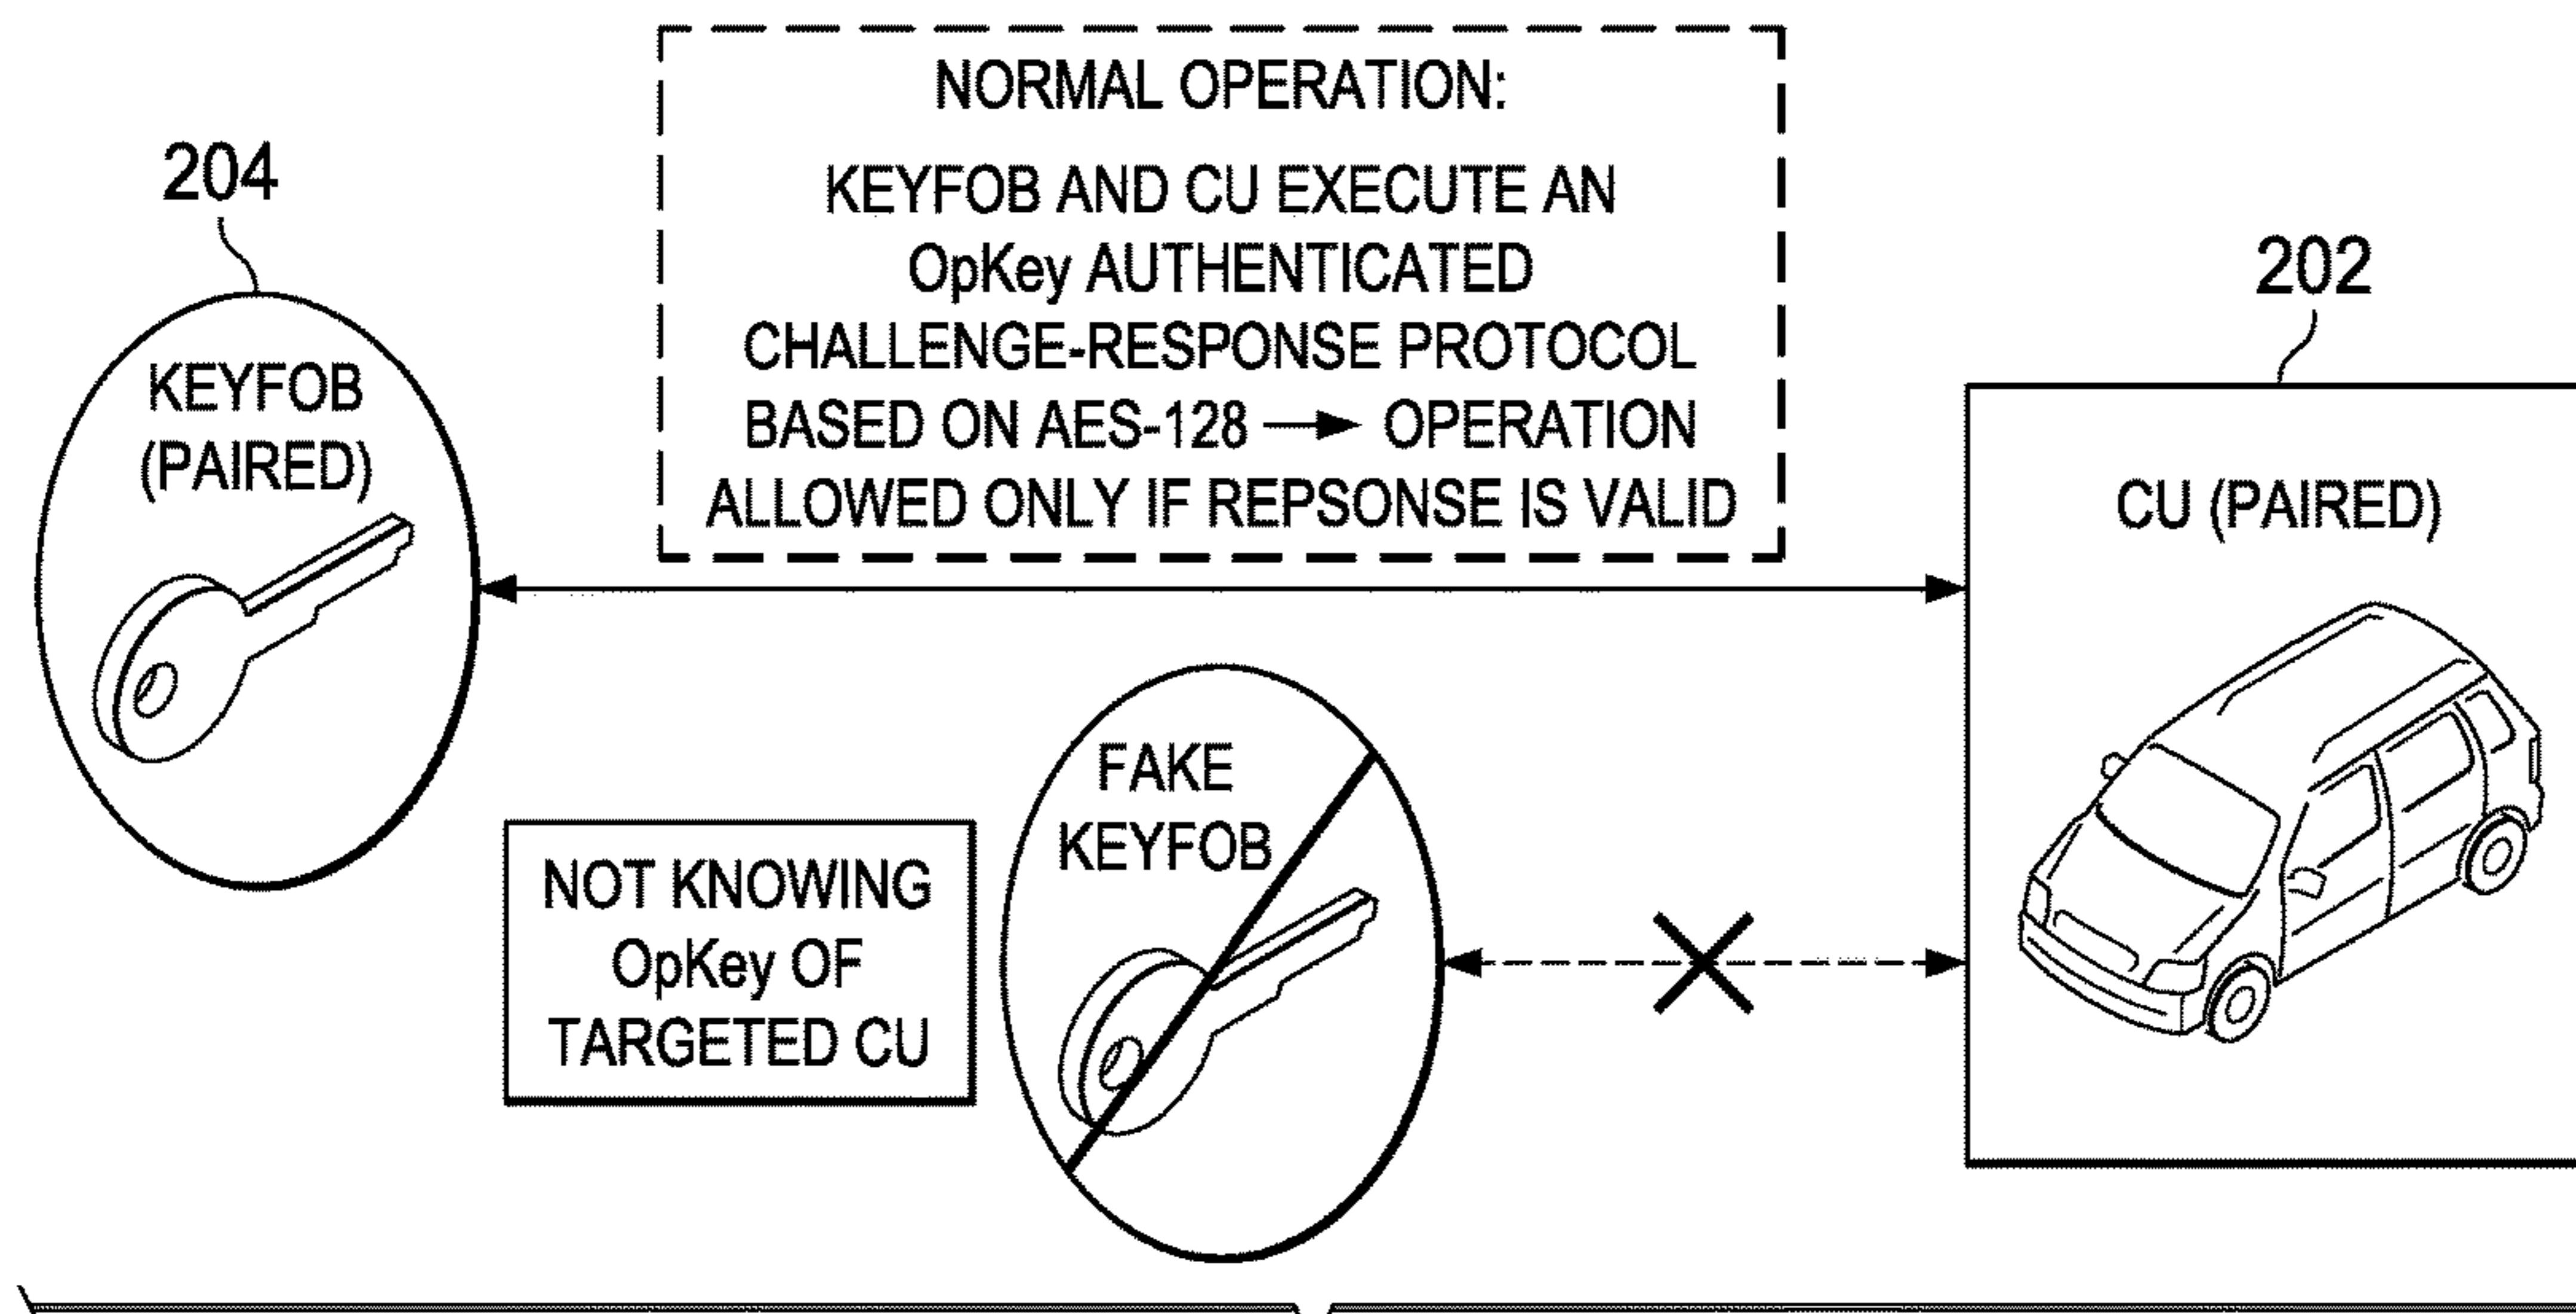 NORMAL OPERATION:
KEYFOB AND CU EXECUTE AN
OpKey AUTHENTICATED
CHALLENGE-RESPONSE PROTOCOL
BASED ON AES-128 → OPERATION
ALLOWED ONLY IF REPSONSE IS VALID
204
KEYFOB
(PAIRED)
202
CU (PAIRED)
FAKE
KEYFOB
NOT KNOWING
OpKey OF
TARGETED CU